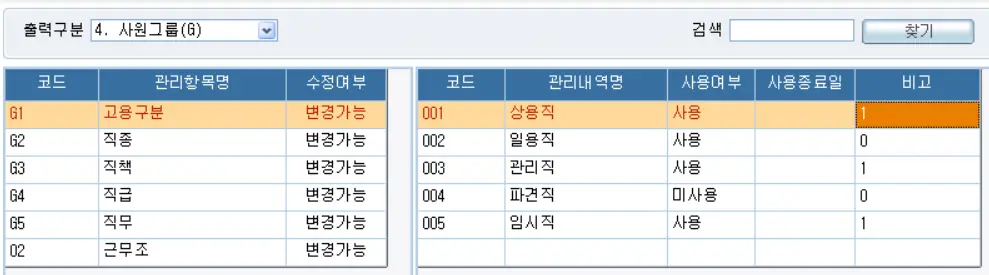 출력구분 4. 사원그룹(G) 검색 찾기
코드 관리항목명 수정여부 코드 관리내역명 사용여부 사용종료일 비고
G1 고용구분 변경가능 001 상용직 사용 1
G2 직종 변경가능 002 일용직 사용 0
G3 직책 변경가능 003 관리직 사용 1
G4 직급 변경가능 004 파견직 미사용 0
G5 직무 변경가능 005 임시직 사용 1
02 근무조 변경가능